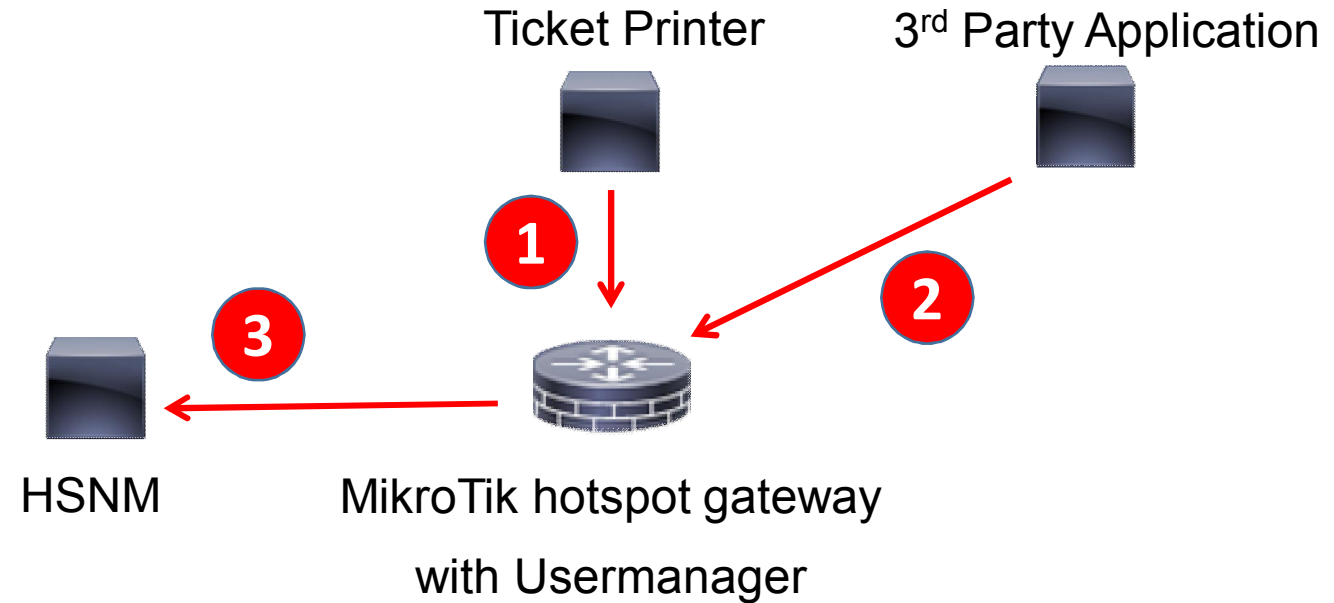 Ticket Printer
3rd Party Application
1
2
3
HSNM
MikroTik hotspot gateway
with Usermanager